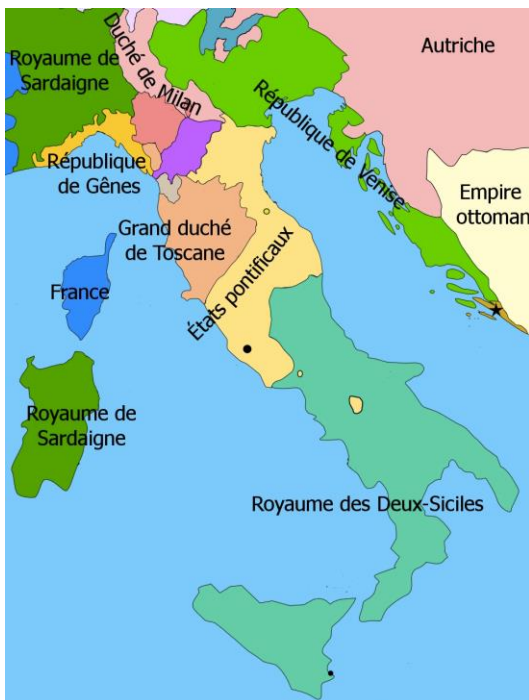 Royaume de
Sardaigne
Duché de Milan
Autriche
République de Venise
République
de Gênes
Empire
ottoman
Grand duché
de Toscane
États pontificaux
France
Royaume de
Sardaigne
Royaume des Deux-Siciles